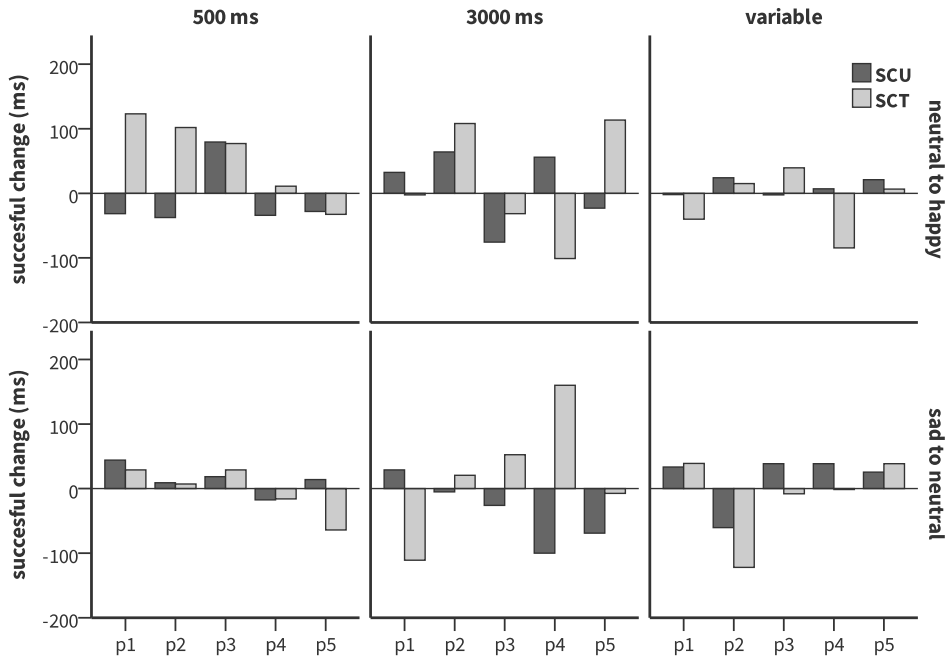 500 ms
3000 ms
variable
succesful change (ms)
200
100
0
-100
-200
SCU
SCT
neutral to happy
succesful change (ms)
200
100
0
-100
-200
sad to neutral
p1 p2 p3 p4 p5
p1 p2 p3 p4 p5
p1 p2 p3 p4 p5